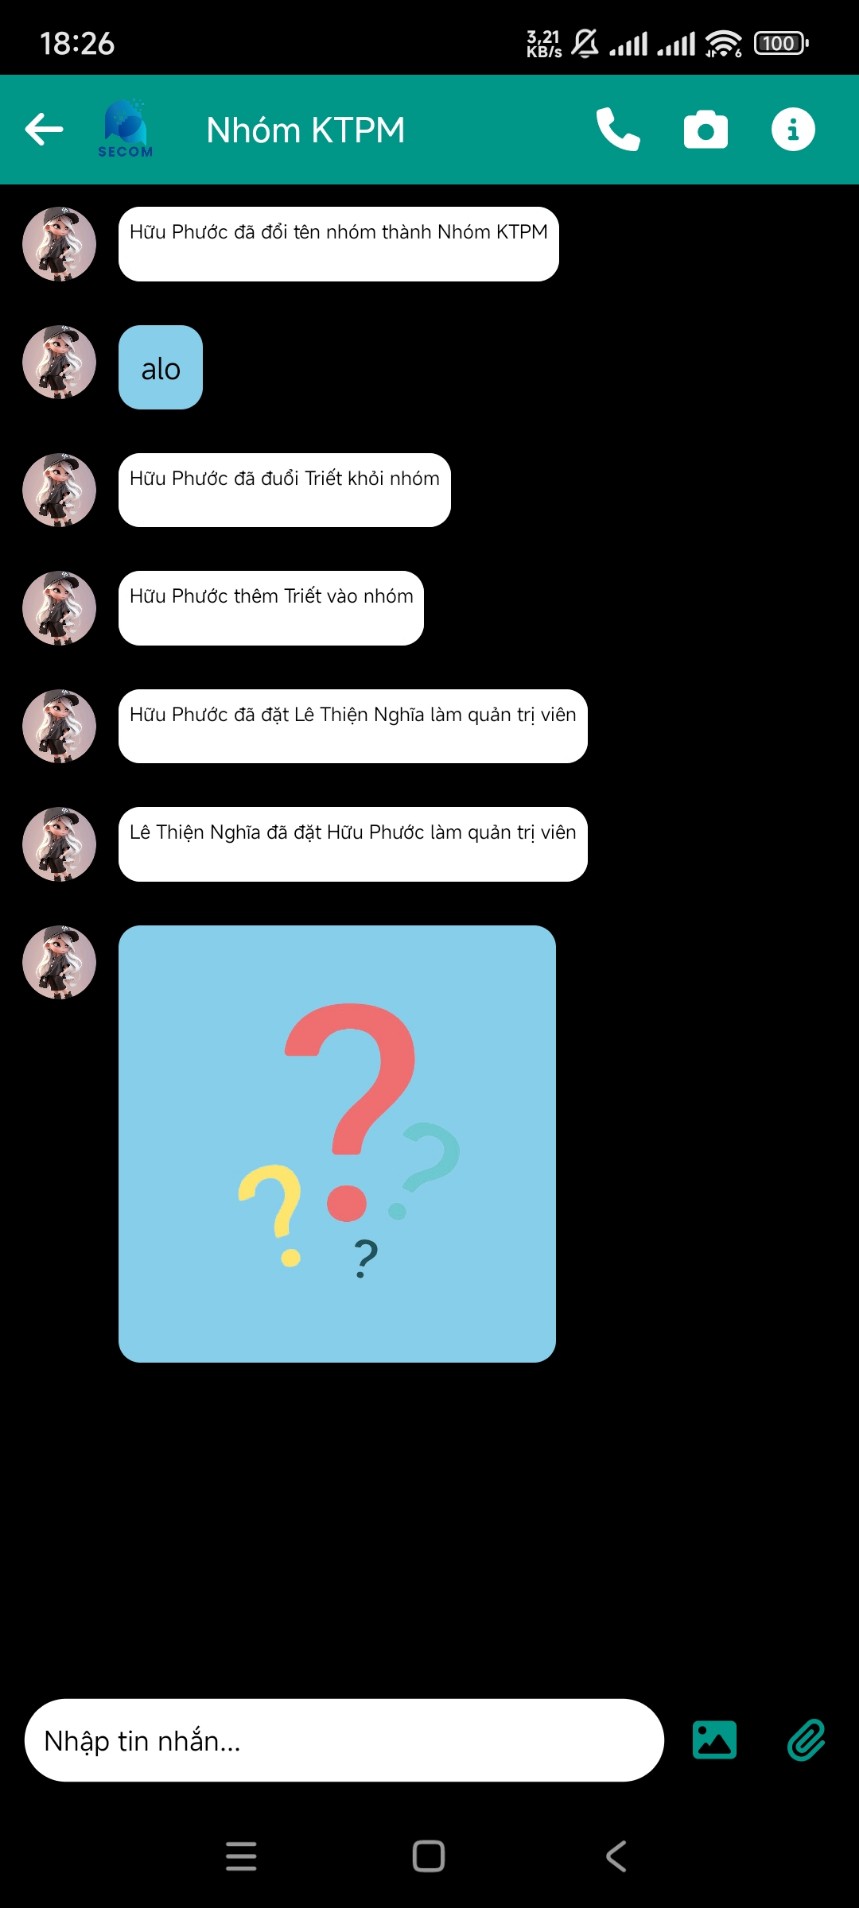 18:26
3,21
KB/s
6
100
SECOM
Nhóm KTPM
Hữu Phước đã đổi tên nhóm thành Nhóm KTPM
alo
Hữu Phước đã đuổi Triết khỏi nhóm
Hữu Phước thêm Triết vào nhóm
Hữu Phước đã đặt Lê Thiện Nghĩa làm quản trị viên
Lê Thiện Nghĩa đã đặt Hữu Phước làm quản trị viên
?
?
?
?
Nhập tin nhắn...